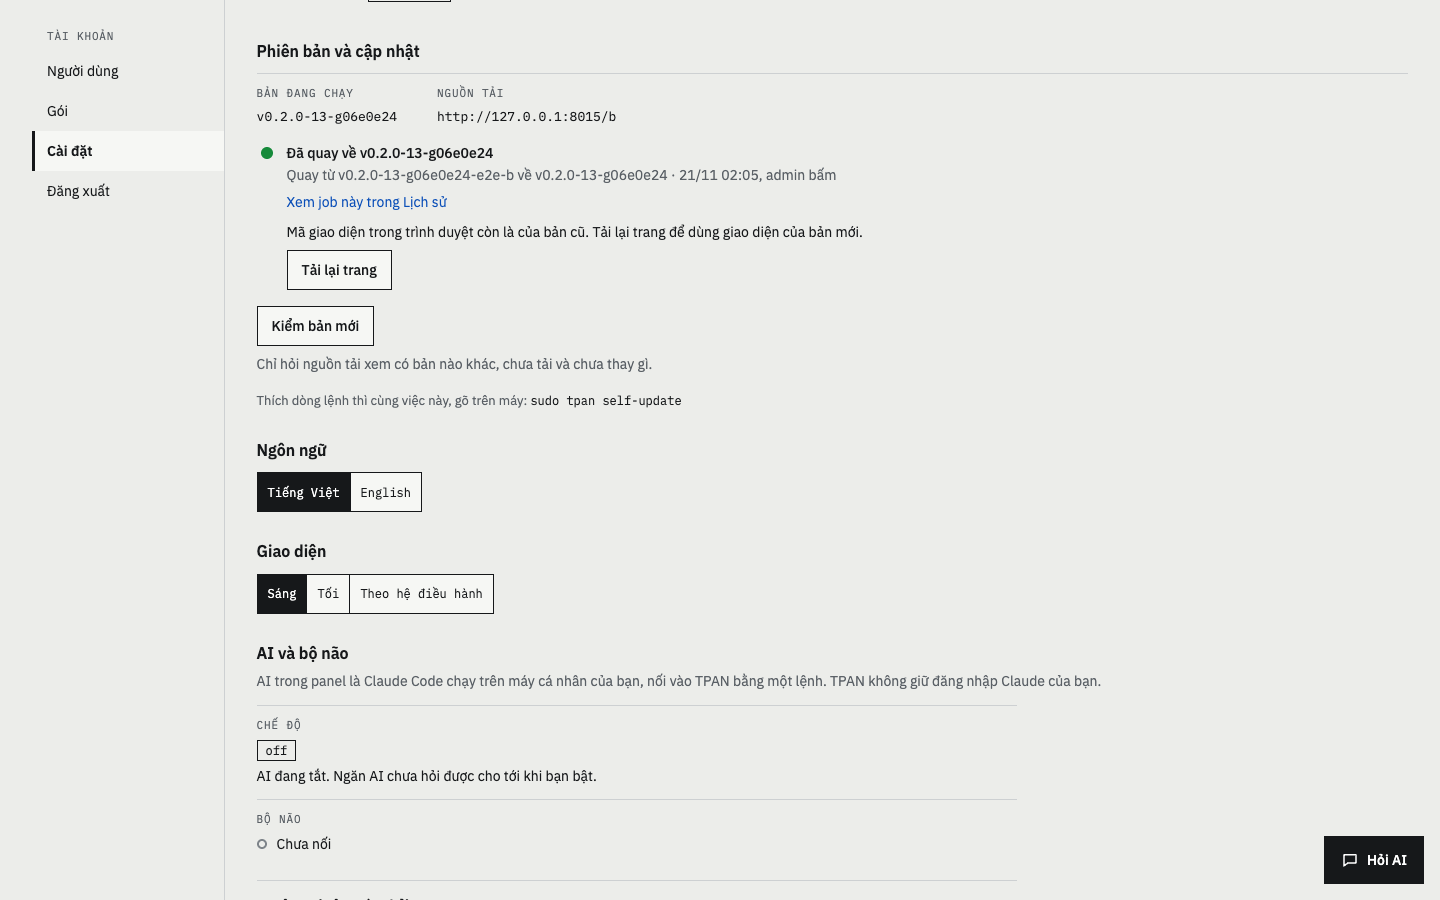 TÀI KHOẢN
Người dùng
Gói
Cài đặt
Đăng xuất
Phiên bản và cập nhật
BẢN ĐANG CHẠY
NGUỒN TẢI
v0.2.0-13-g06e0e24
http://127.0.0.1:8015/b
Đã quay về v0.2.0-13-g06e0e24
Quay từ v0.2.0-13-g06e0e24-e2e-b về v0.2.0-13-g06e0e24 · 21/11 02:05, admin bấm
Xem job này trong Lịch sử
Mã giao diện trong trình duyệt còn là của bản cũ. Tải lại trang để dùng giao diện của bản mới.
Tải lại trang
Kiểm bản mới
Chỉ hỏi nguồn tải xem có bản nào khác, chưa tải và chưa thay gì.
Thích dòng lệnh thì cùng việc này, gõ trên máy: sudo tpan self-update
Ngôn ngữ
Tiếng Việt
English
Giao diện
Sáng
Tối
Theo hệ điều hành
AI và bộ não
AI trong panel là Claude Code chạy trên máy cá nhân của bạn, nối vào TPAN bằng một lệnh. TPAN không giữ đăng nhập Claude của bạn.
CHẾ ĐỘ
off
AI đang tắt. Ngăn AI chưa hỏi được cho tới khi bạn bật.
BỘ NÃO
Chưa nối
Hỏi AI